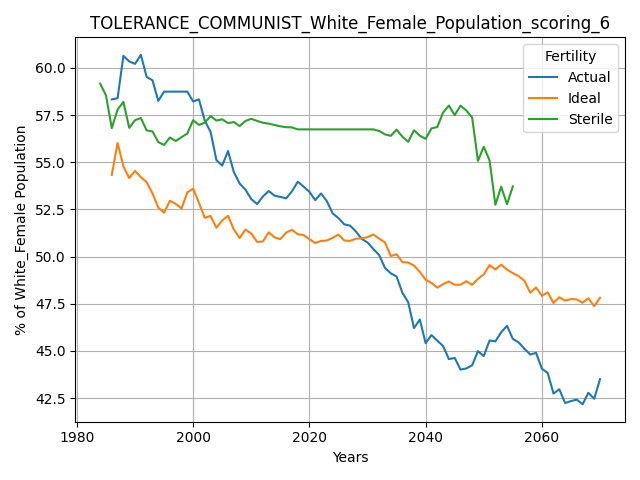 TOLERANCE_COMMUNIST_White_Female_Population_scoring_6
% of White_Female Population
60.0
57.5
55.0
52.5
50.0
47.5
45.0
42.5
Fertility
Actual
Ideal
Sterile
1980
2000
2020
2040
2060
Years